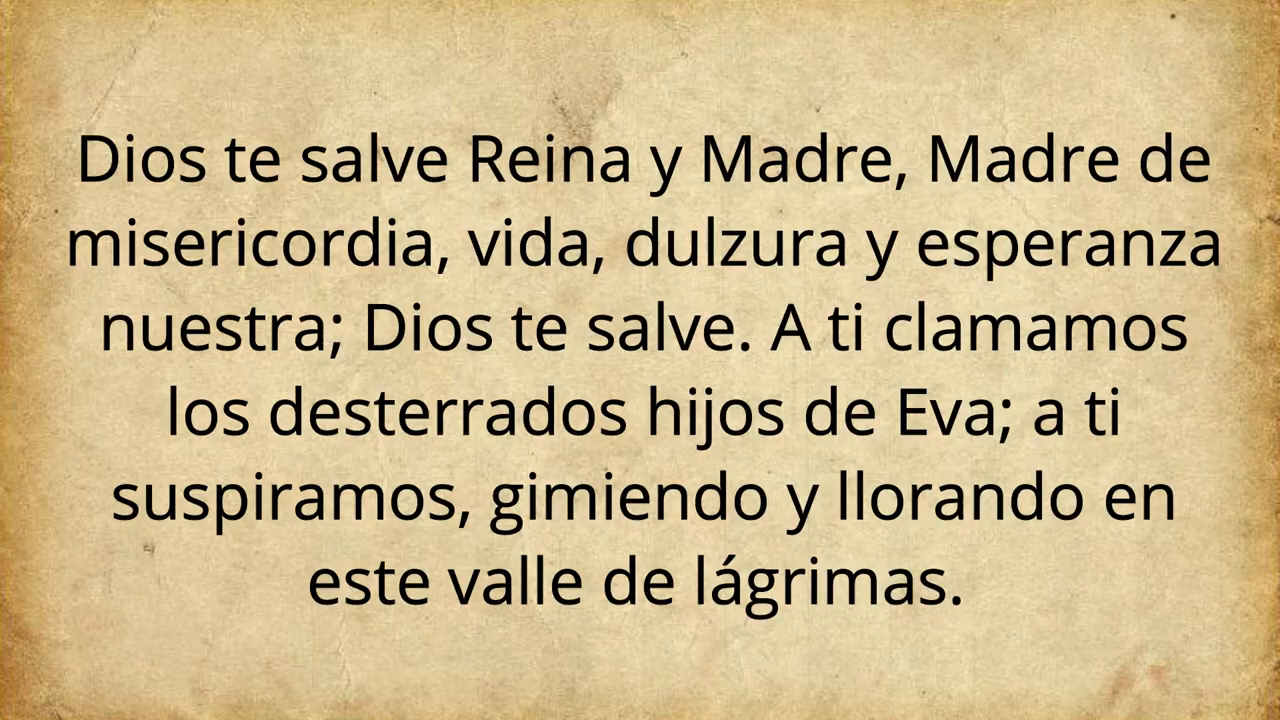 Dios te salve Reina y Madre, Madre de
misericordia, vida, dulzura y esperanza
nuestra; Dios te salve. A ti clamamos
los desterrados hijos de Eva; a ti
suspiramos, gimiendo y llorando en
este valle de lágrimas.